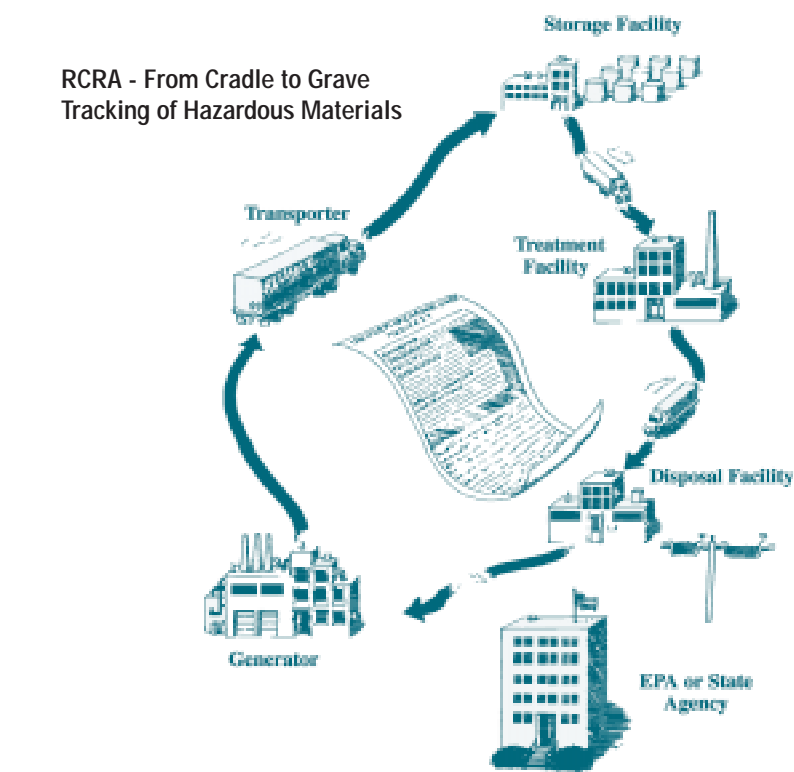 RCRA - From Cradle to Grave
Tracking of Hazardous Materials
Storage Facility
Transporter
Treatment
Facility
Disposal Facility
Generator
EPA or State
Agency